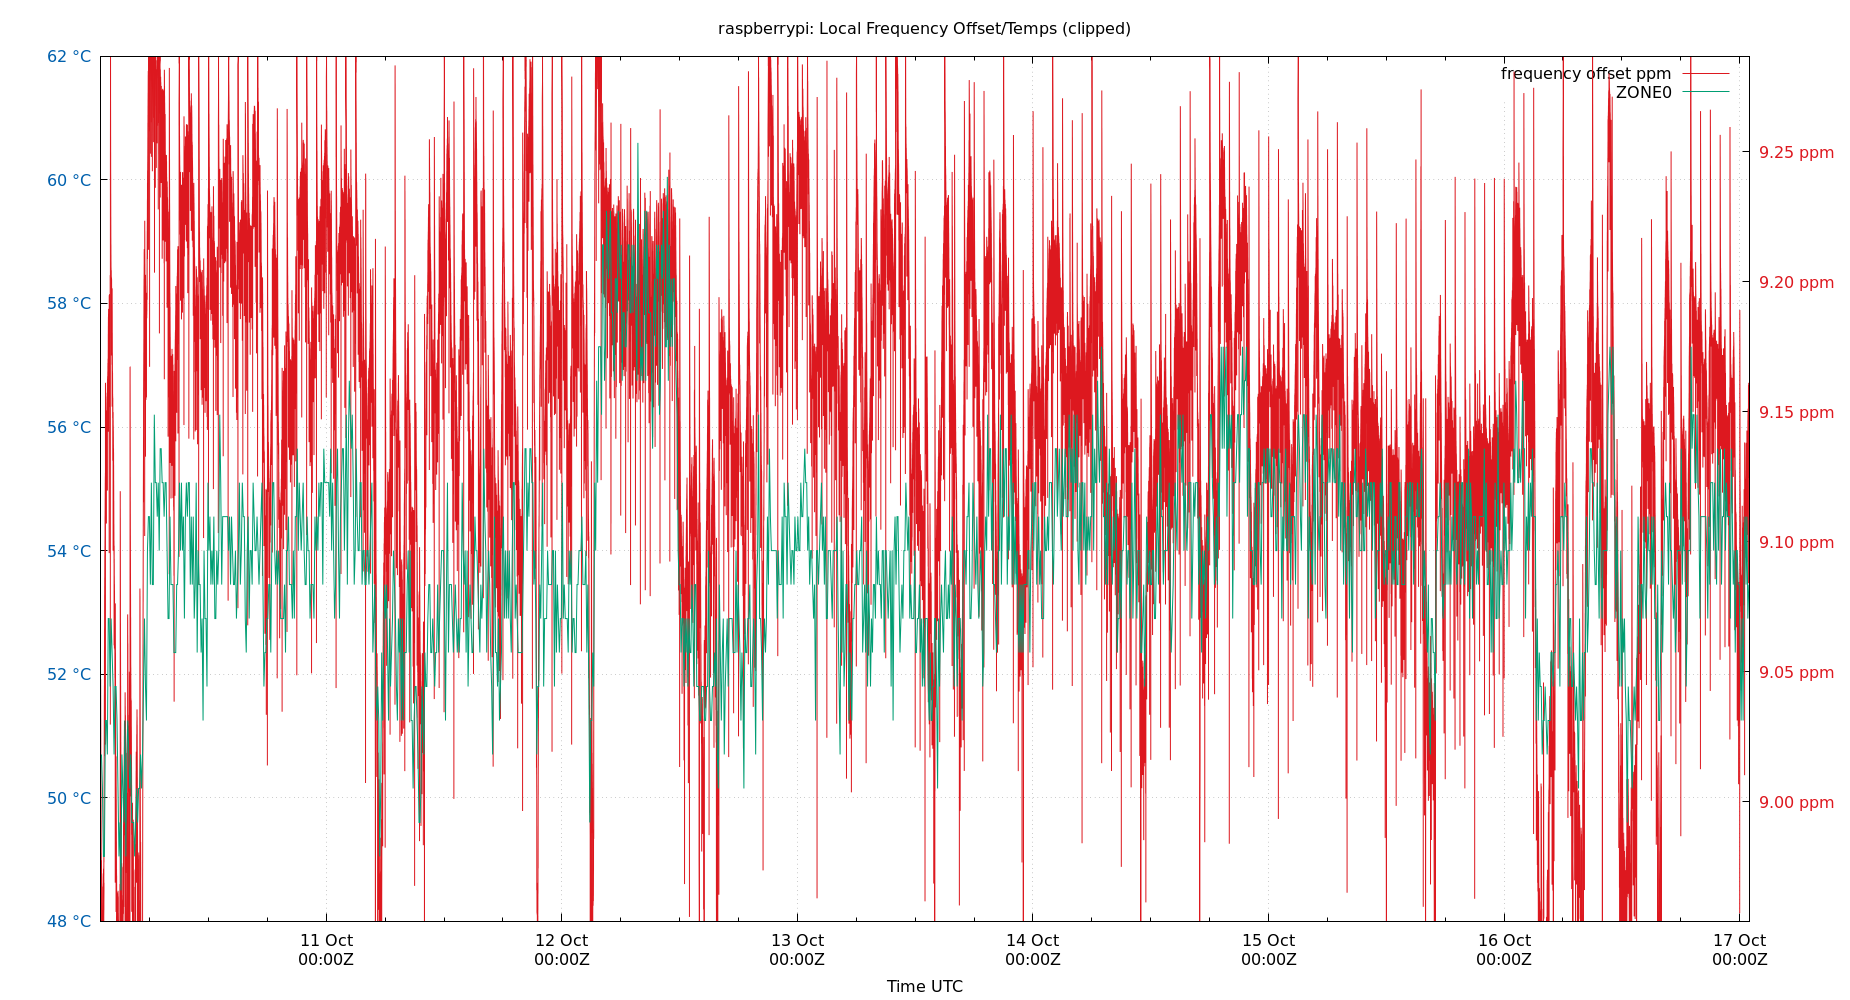 raspberrypi: Local Frequency Offset/Temps (clipped)
frequency offset ppm
ZONE0
62 °C
60 °C
58 °C
56 °C
54 °C
52 °C
50 °C
48 °C
9.25 ppm
9.20 ppm
9.15 ppm
9.10 ppm
9.05 ppm
9.00 ppm
11 Oct
00:00Z
12 Oct
00:00Z
13 Oct
00:00Z
14 Oct
00:00Z
15 Oct
00:00Z
16 Oct
00:00Z
17 Oct
00:00Z
Time UTC